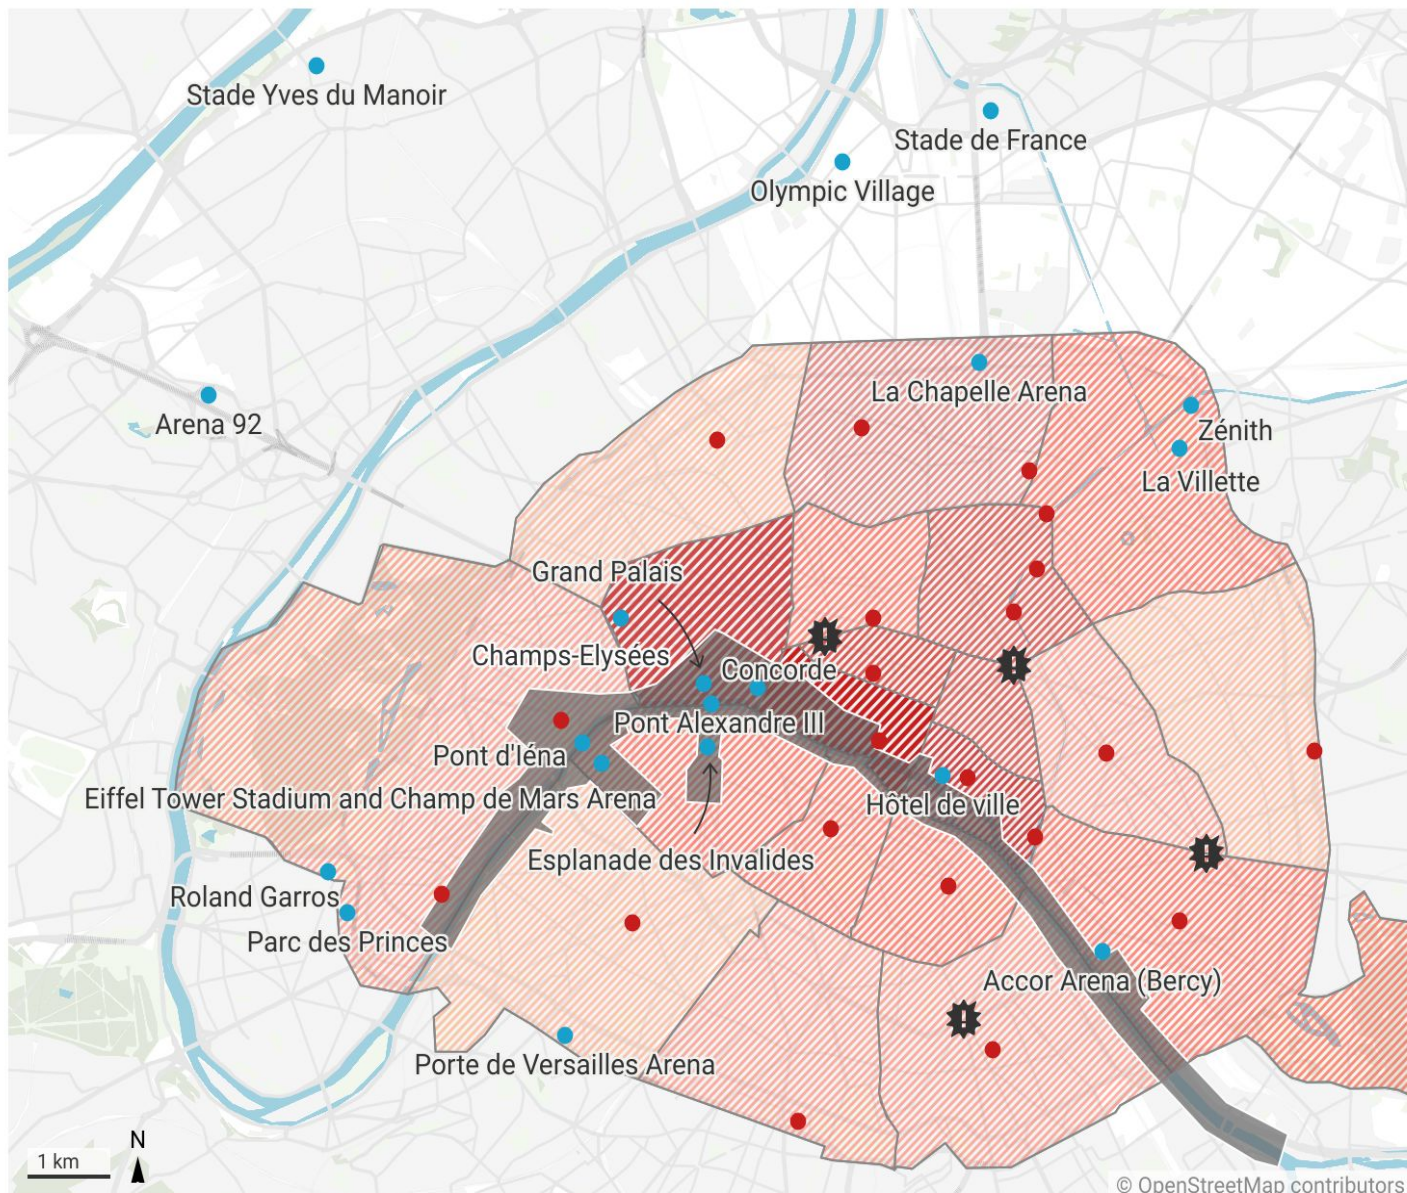 Stade Yves du Manoir
Stade de France
Olympic Village
La Chapelle Arena
Arena 92
Zénith
La Villette
Grand Palais
Champs-Elysées
Concorde
Pont Alexandre III
Pont d'Iéna
Eiffel Tower Stadium and Champ de Mars Arena
Hôtel de ville
Esplanade des Invalides
Roland Garros
Parc des Princes
Accor Arena (Bercy)
Porte de Versailles Arena
N
1 km
© OpenStreetMap contributors